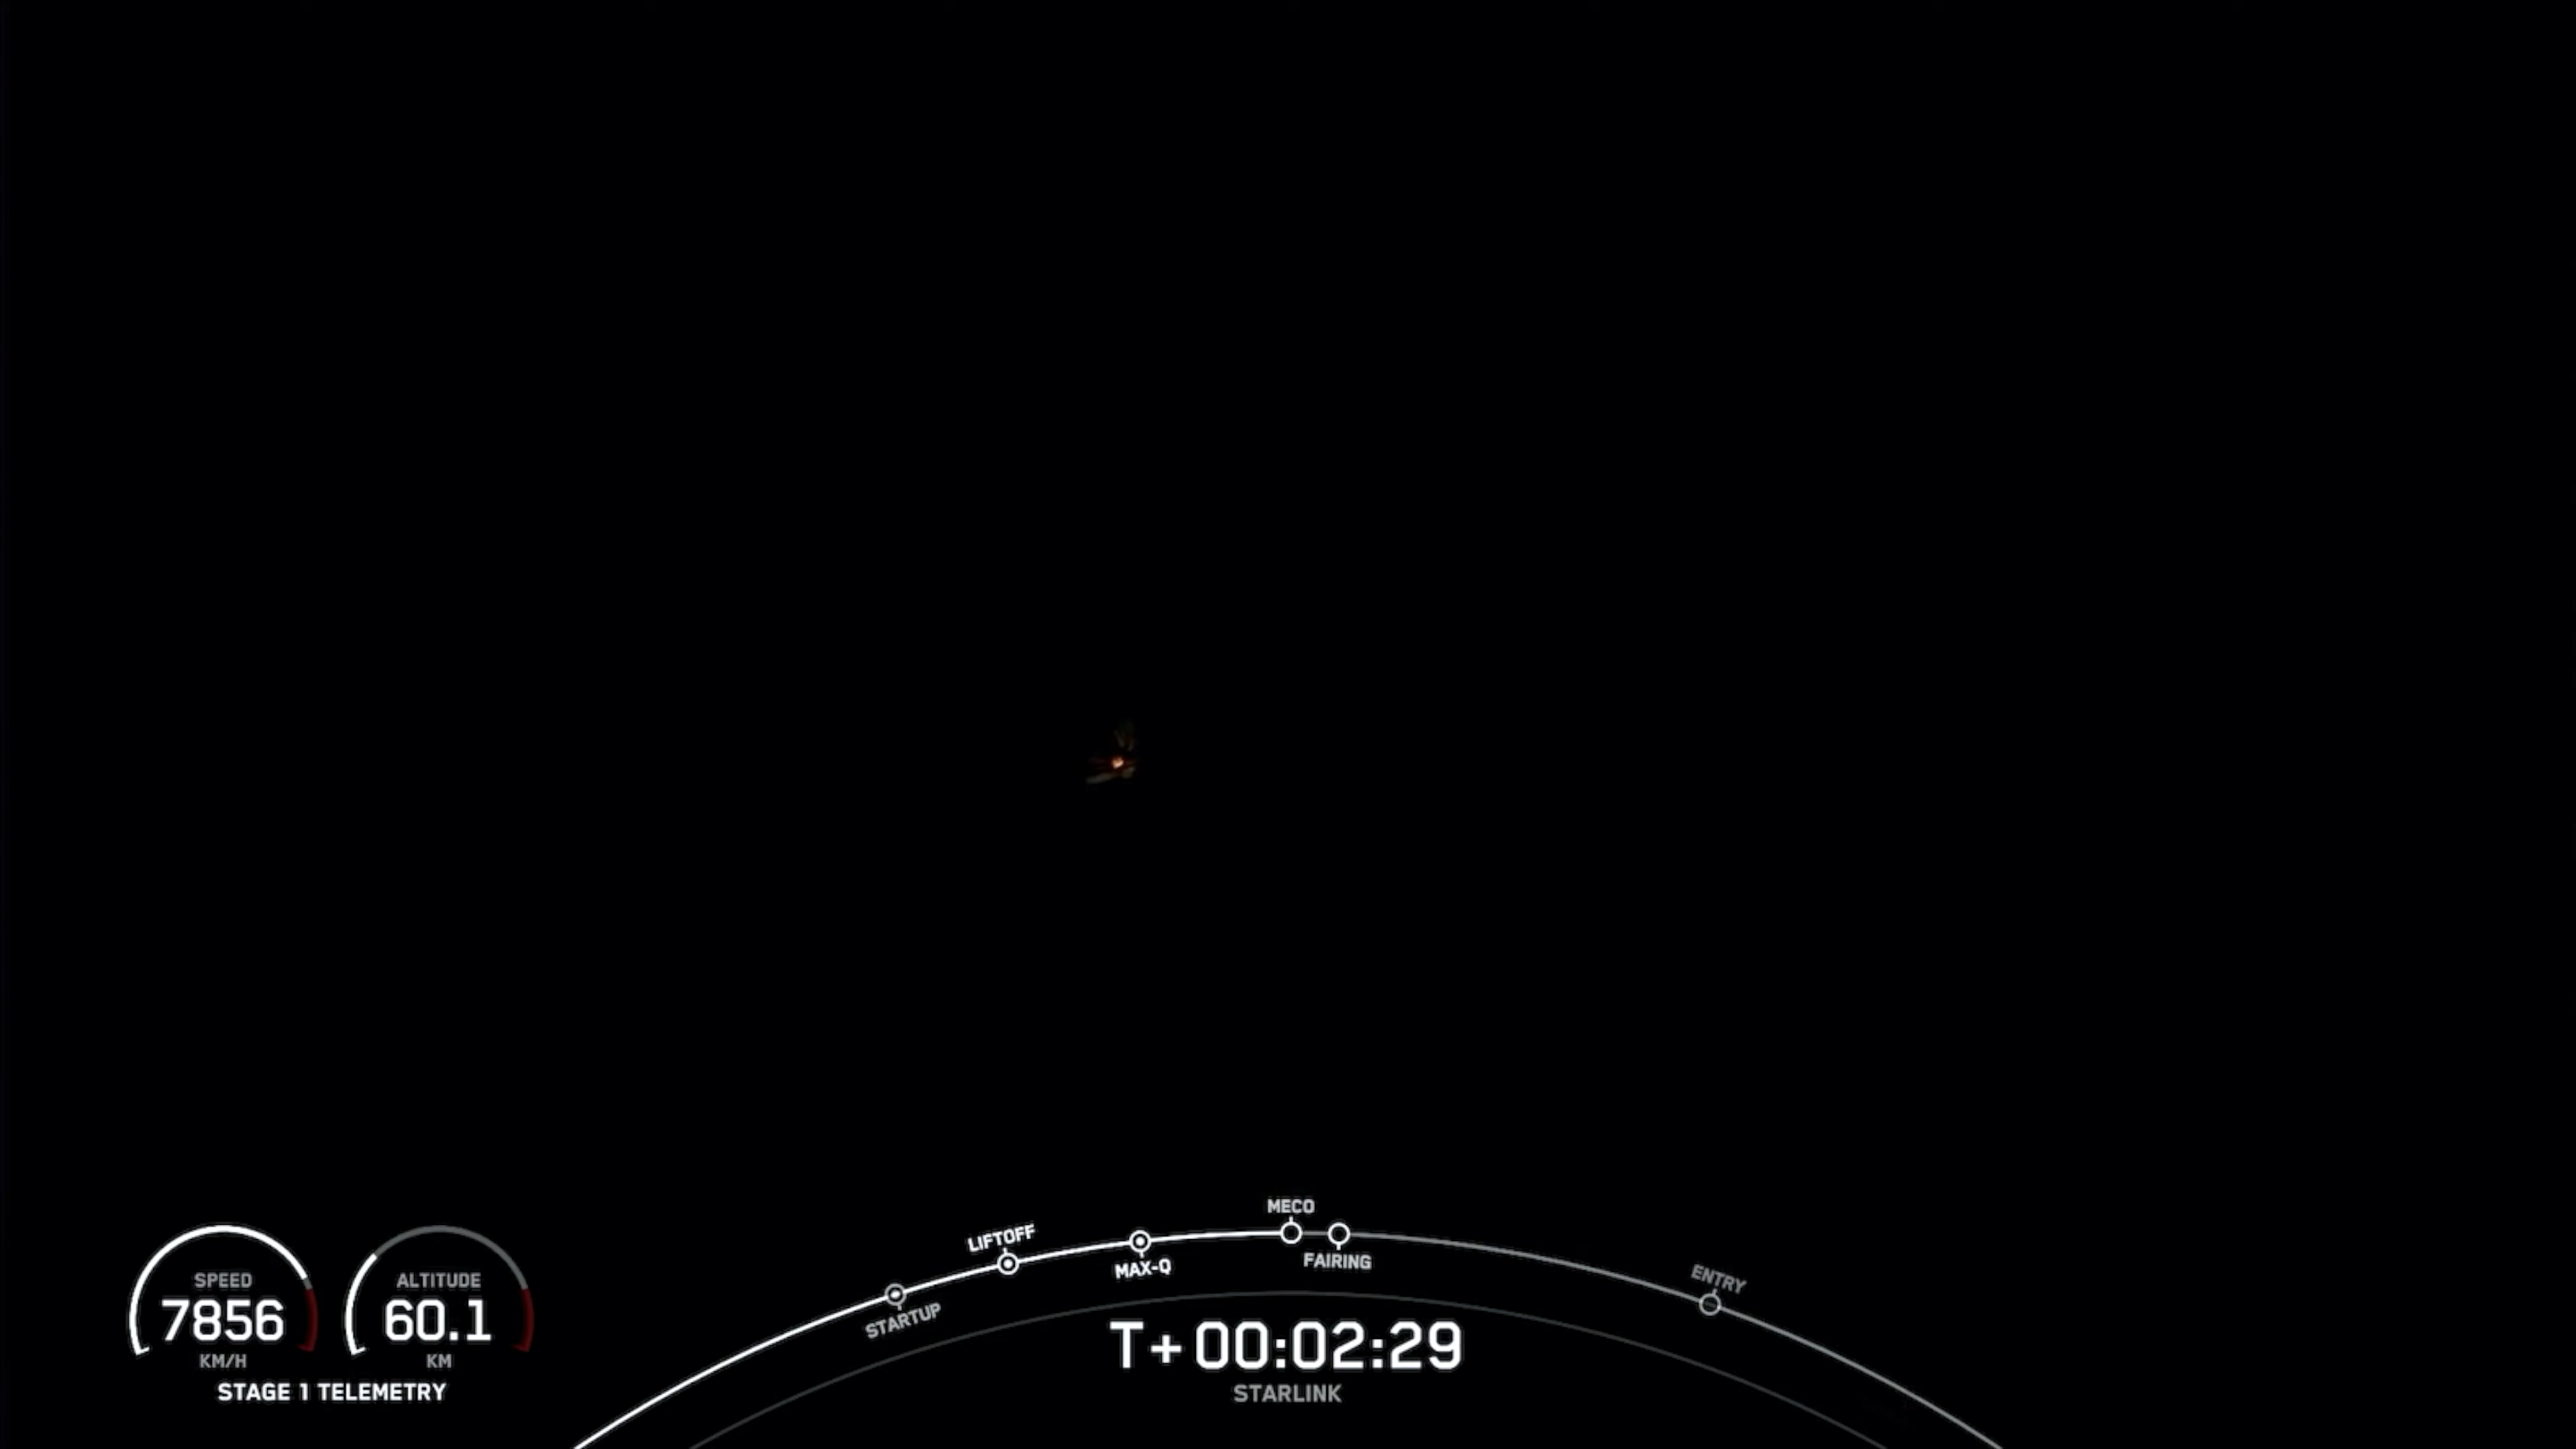 MECO
LIFTOFF
MAX-Q
FAIRING
STARTUP
ENTRY
SPEED
7856
KM/H
ALTITUDE
60.1
KM
STAGE 1 TELEMETRY
T+00:02:29
STARLINK